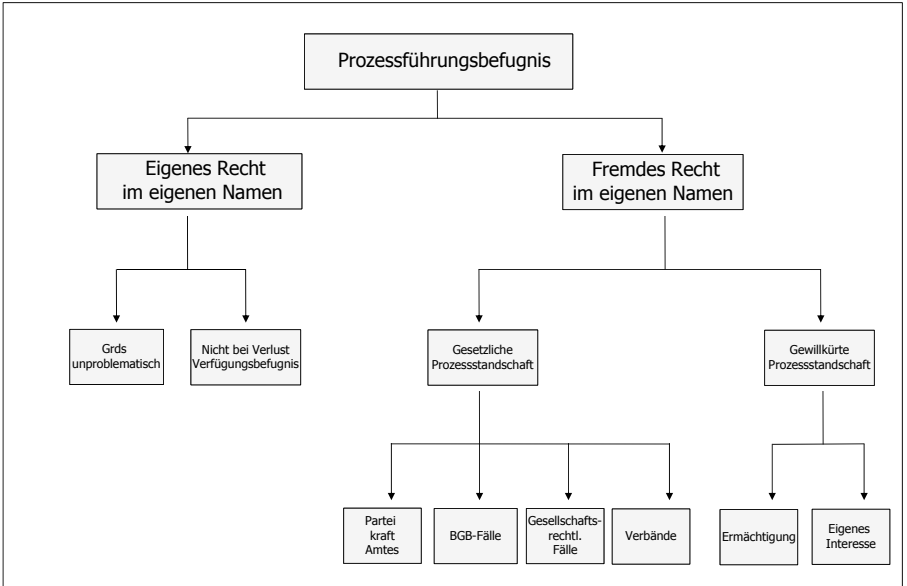 Prozessführungsbefugnis
Eigenes Recht
im eigenen Namen
Fremdes Recht
im eigenen Namen
Grds
unproblematisch
Nicht bei Verlust
Verfügungsbefugnis
Gesetzliche
Prozessstandschaft
Gewillkürte
Prozessstandschaft
Partei
kraft
Amtes
BGB-Fälle
Gesellschafts-
rechtl.
Fälle
Verbände
Ermächtigung
Eigenes
Interesse